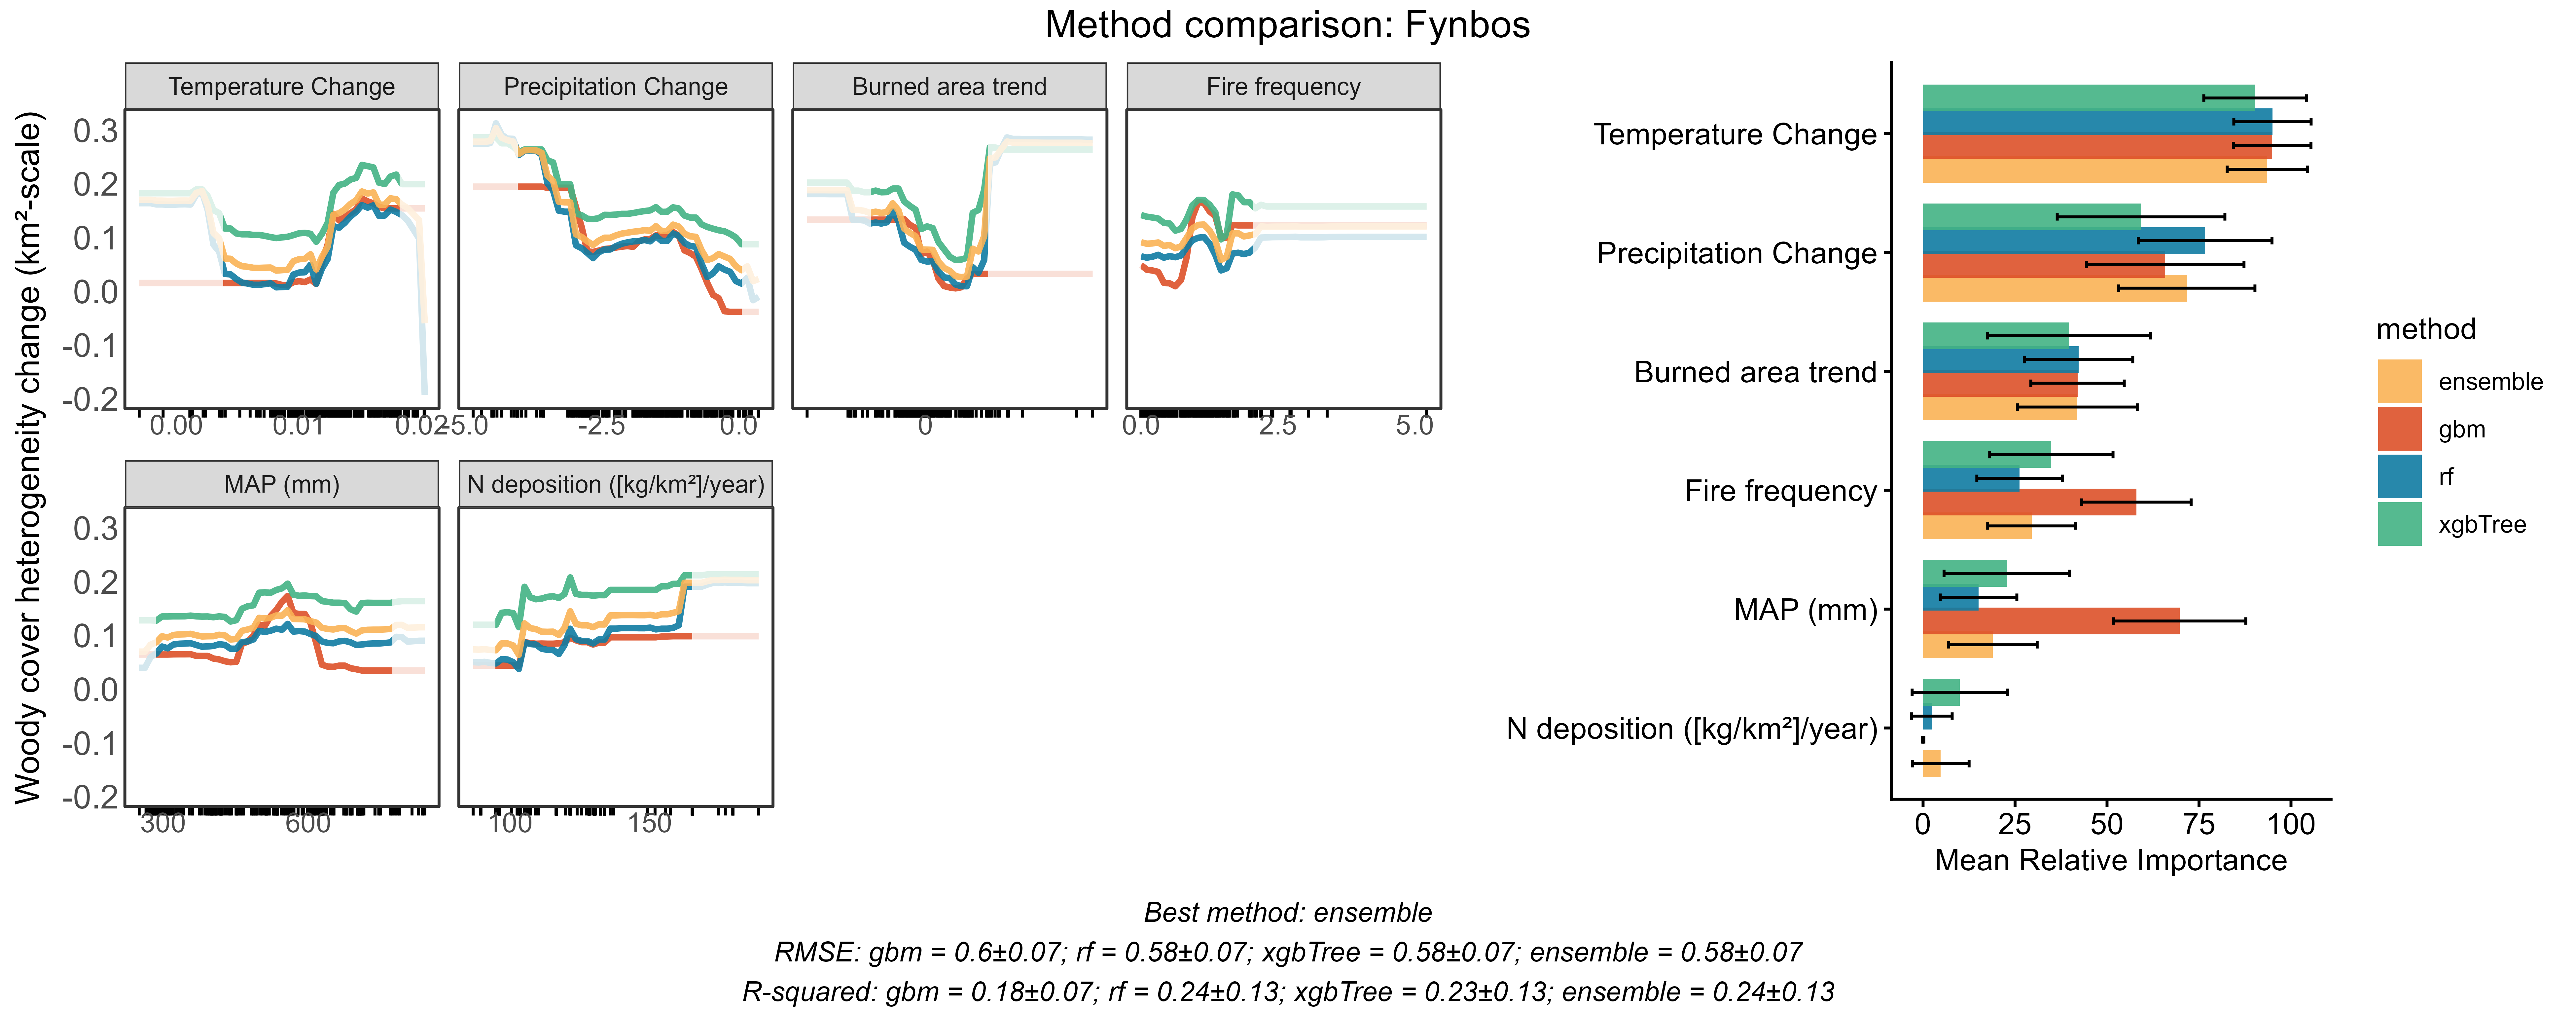 Method comparison: Fynbos
Temperature Change
Precipitation Change
Burned area trend
Fire frequency
Woody cover heterogeneity change (km²-scale)
0.3
0.2
0.1
0.0
-0.1
-0.2
0.00 0.01 0.02
-5.0 -2.5 0.0
0
0.0 2.5 5.0
MAP (mm)
N deposition ([kg/km²]/year)
0.3
0.2
0.1
0.0
-0.1
-0.2
300 600
100 150
Temperature Change
Precipitation Change
Burned area trend
Fire frequency
MAP (mm)
N deposition ([kg/km²]/year)
0 25 50 75 100
Mean Relative Importance
method
ensemble
gbm
rf
xgbTree
Best method: ensemble
RMSE: gbm = 0.6±0.07; rf = 0.58±0.07; xgbTree = 0.58±0.07; ensemble = 0.58±0.07
R-squared: gbm = 0.18±0.07; rf = 0.24±0.13; xgbTree = 0.23±0.13; ensemble = 0.24±0.13